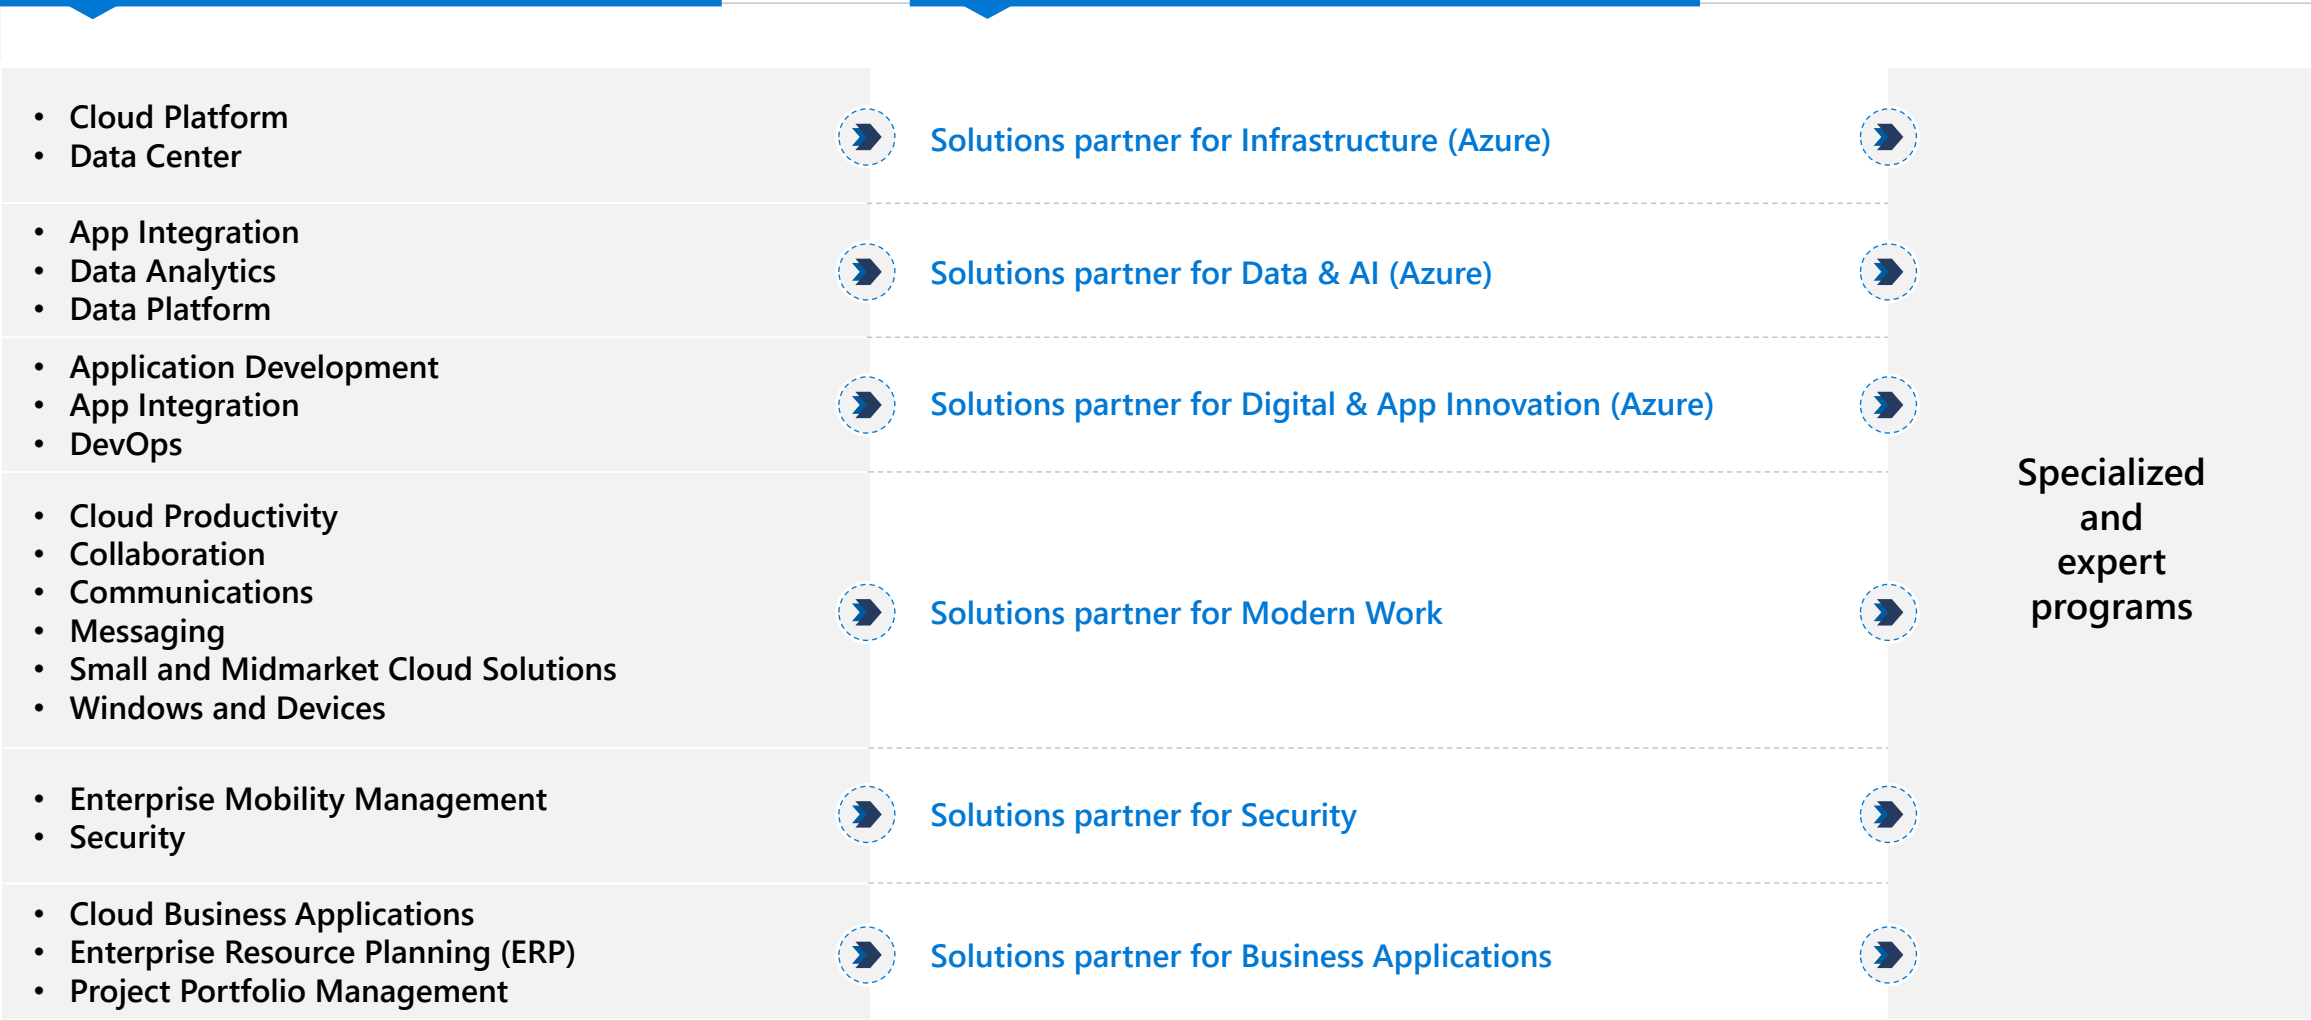 • Cloud Platform
• Data Center
Solutions partner for Infrastructure (Azure)
• App Integration
• Data Analytics
• Data Platform
Solutions partner for Data & AI (Azure)
• Application Development
• App Integration
• DevOps
Solutions partner for Digital & App Innovation (Azure)
• Cloud Productivity
• Collaboration
• Communications
• Messaging
• Small and Midmarket Cloud Solutions
• Windows and Devices
Solutions partner for Modern Work
• Enterprise Mobility Management
• Security
Solutions partner for Security
• Cloud Business Applications
• Enterprise Resource Planning (ERP)
• Project Portfolio Management
Solutions partner for Business Applications
Specialized
and
expert
programs